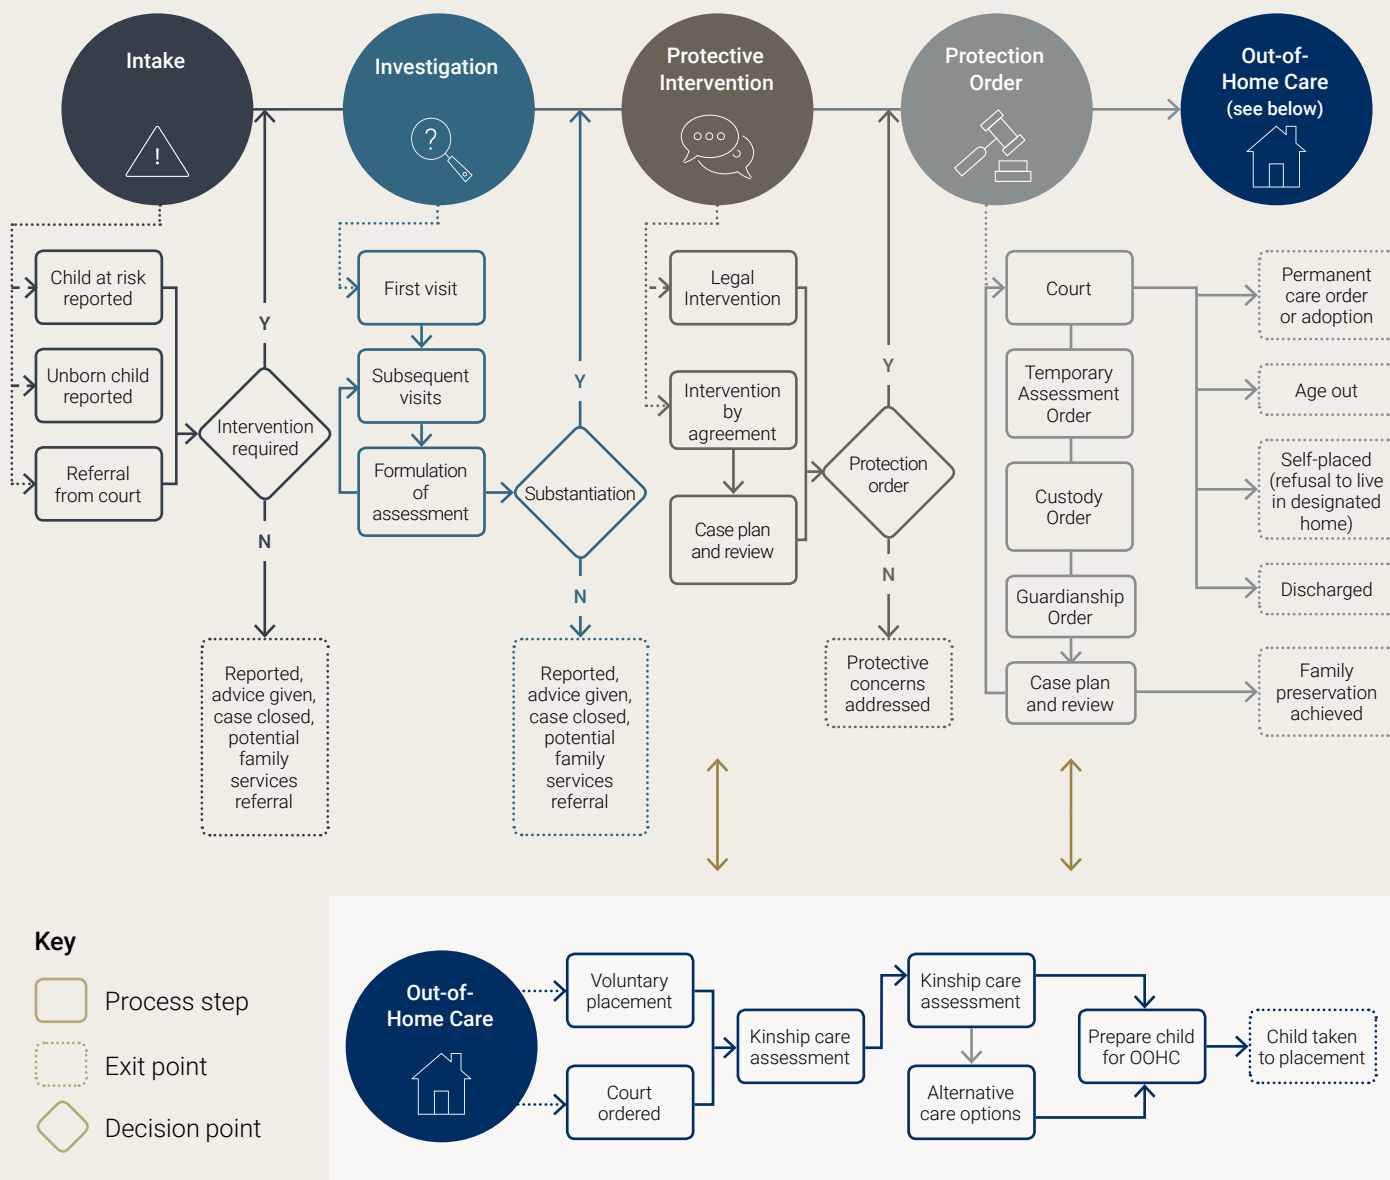 Intake
Investigation
Protective
Intervention
Protection
Order
Out-of-
Home Care
(see below)
!
?
Child at risk
reported
Unborn child
reported
Referral
from court
Y
Intervention
required
N
Reported,
advice given,
case closed,
potential
family
services
referral
First visit
Subsequent
visits
Formulation
of
assessment
Y
Substantiation
N
Reported,
advice given,
case closed,
potential
family
services
referral
Legal
Intervention
Intervention
by
agreement
Case plan
and review
Y
Protection
order
N
Protective
concerns
addressed
Court
Temporary
Assessment
Order
Custody
Order
Guardianship
Order
Case plan
and review
Permanent
care order
or adoption
Age out
Self-placed
(refusal to live
in designated
home)
Discharged
Family
preservation
achieved
Key
Process step
Exit point
Decision point
Out-of-
Home Care
Voluntary
placement
Court
ordered
Kinship care
assessment
Kinship care
assessment
Alternative
care options
Prepare child
for OOHC
Child taken
to placement